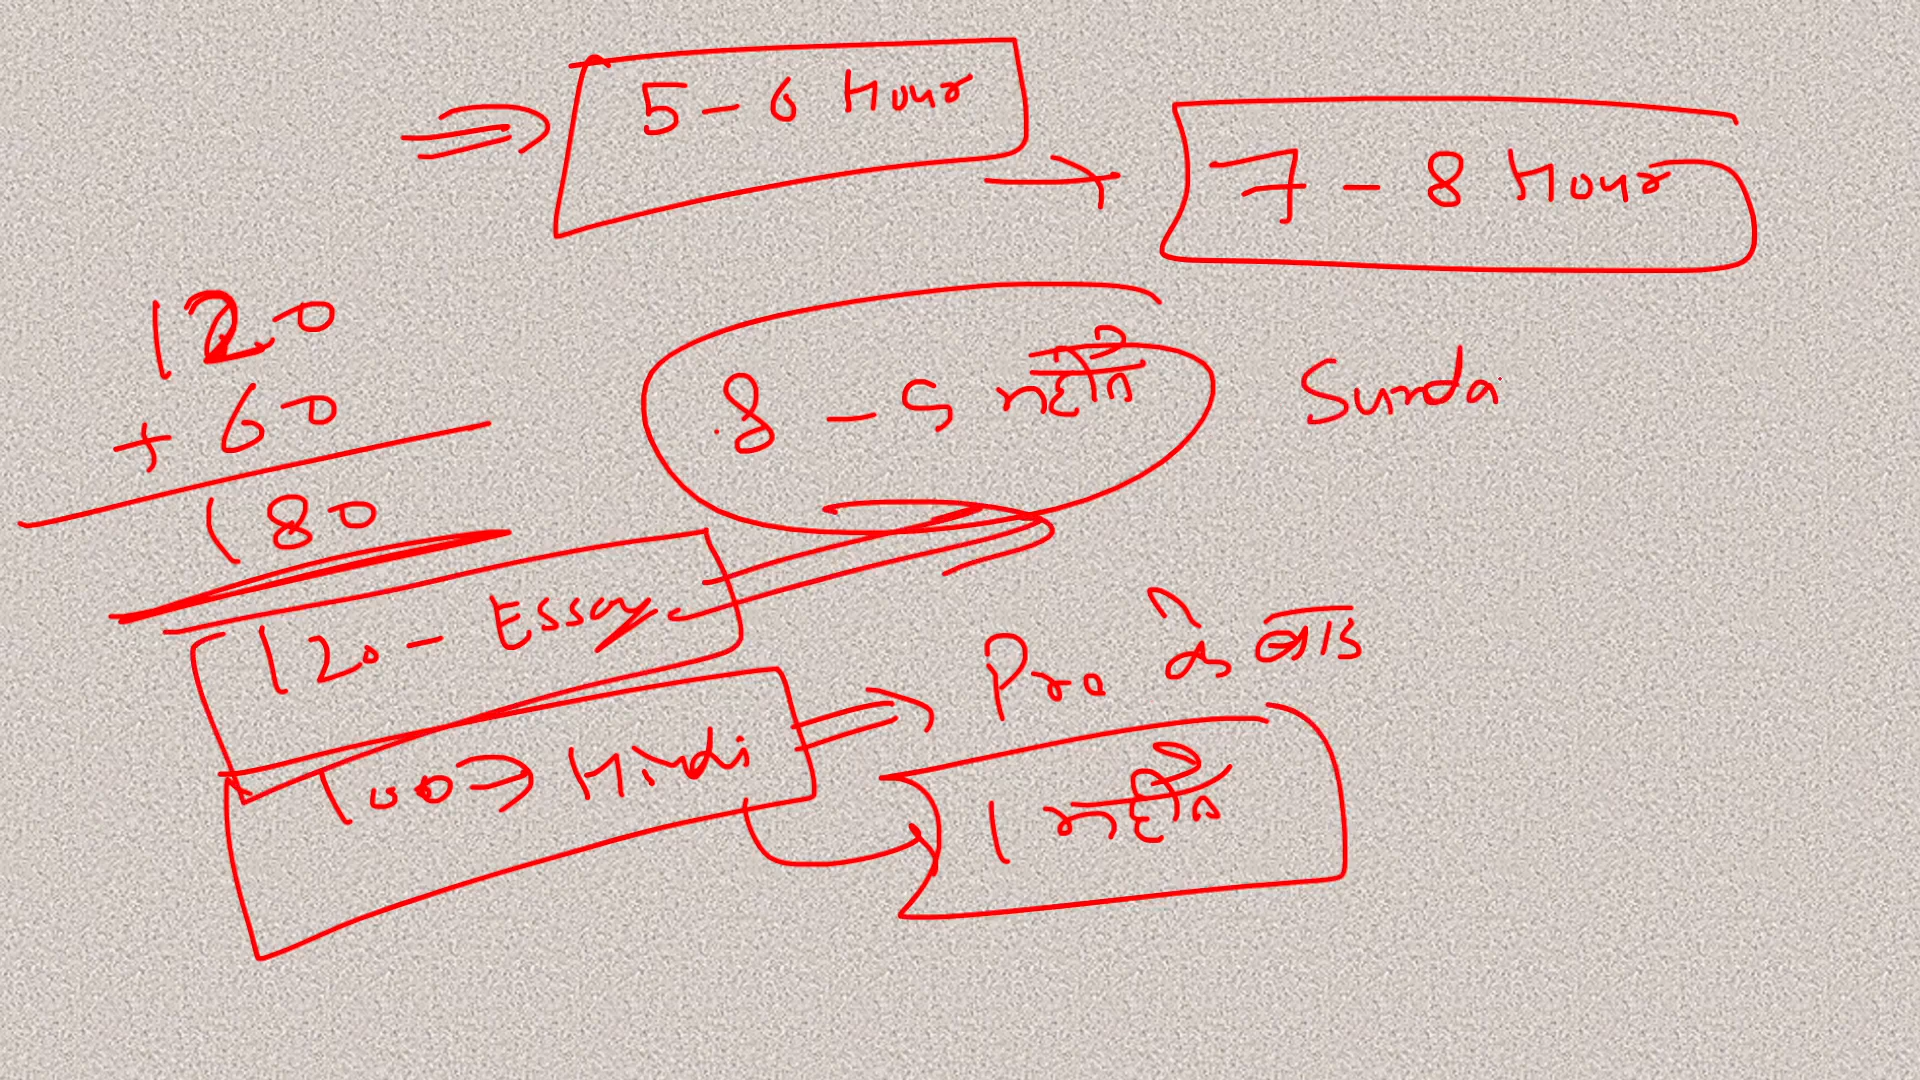 5 - 6 Hour
7 - 8 Hour
120
+ 60
180
8 - 9 महीने
Sunda
120 - Essay
Pro के बाद
100 → Hindi
1 महीने